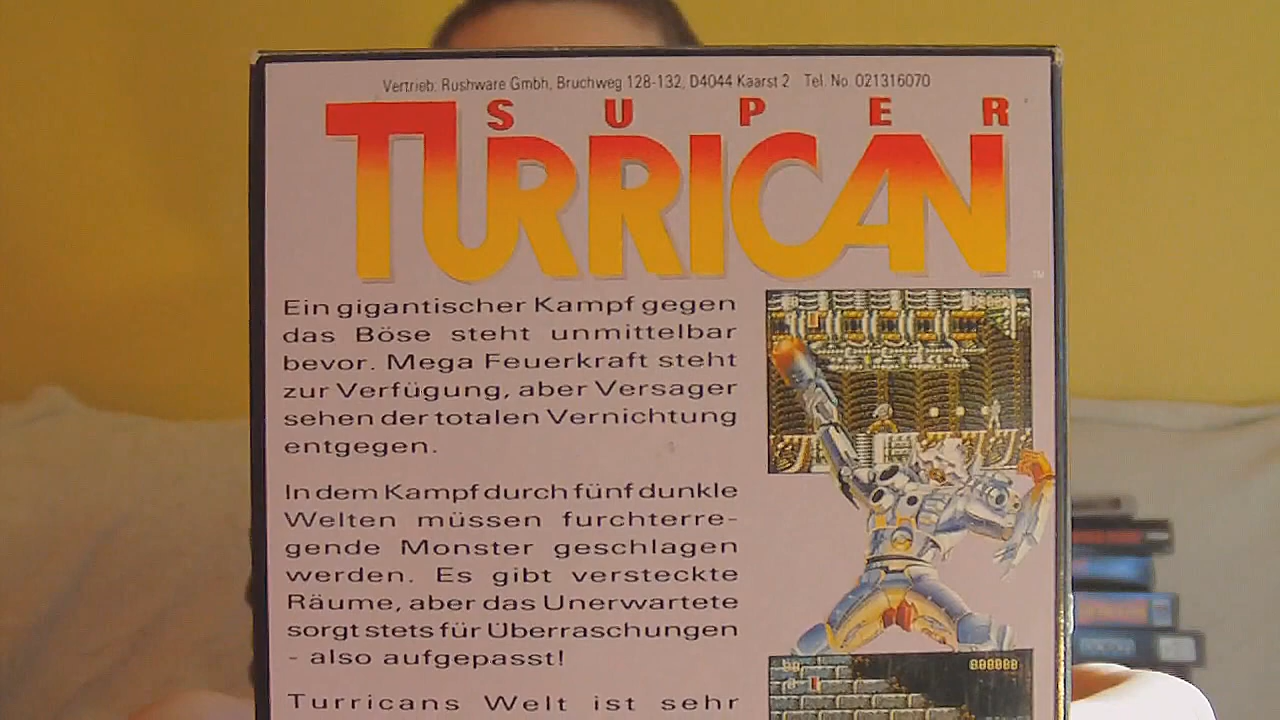 Vertrieb: Rushware Gmbh, Bruchweg 128-132, D4044 Kaarst 2 Tel. No 021316070
SUPER
TURRICAN
TM
Ein gigantischer Kampf gegen
das Böse steht unmittelbar
bevor. Mega Feuerkraft steht
zur Verfügung, aber Versager
sehen der totalen Vernichtung
entgegen.
In dem Kampf durch fünf dunkle
Welten müssen furchterre-
gende Monster geschlagen
werden. Es gibt versteckte
Räume, aber das Unerwartete
sorgt stets für Überraschungen
- also aufgepasst!
Turricans Welt ist sehr
000000